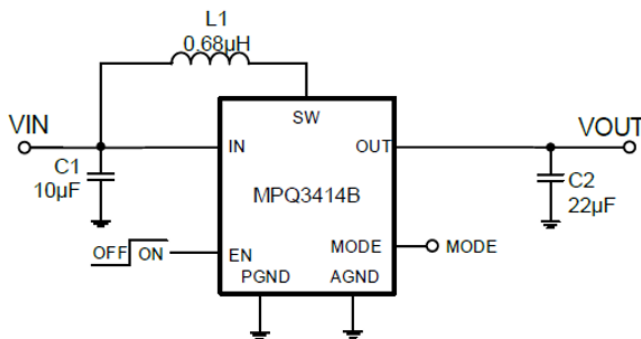 L1
0.68µH
SW
VIN
IN
OUT
VOUT
C1
10µF
MPQ3414B
C2
22µF
OFF ON
EN
MODE
MODE
PGND
AGND